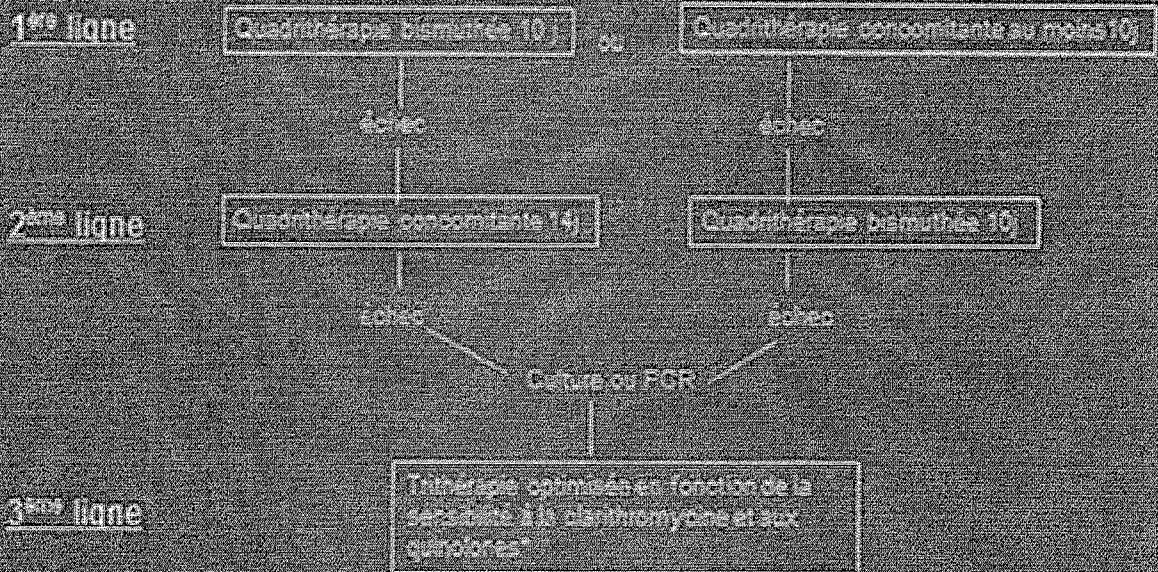 1ère ligne
Quadrithérapie bismuthée 10 j
ou
Quadrithérapie concomitante au moins 10j
échec
échec
2ème ligne
Quadrithérapie concomitante 14j
Quadrithérapie bismuthée 10j
échec
échec
Culture ou PCR
3ème ligne
Trithérapie optimisée en fonction de la
sensibilité à la clarithromycine et aux
quinolones*